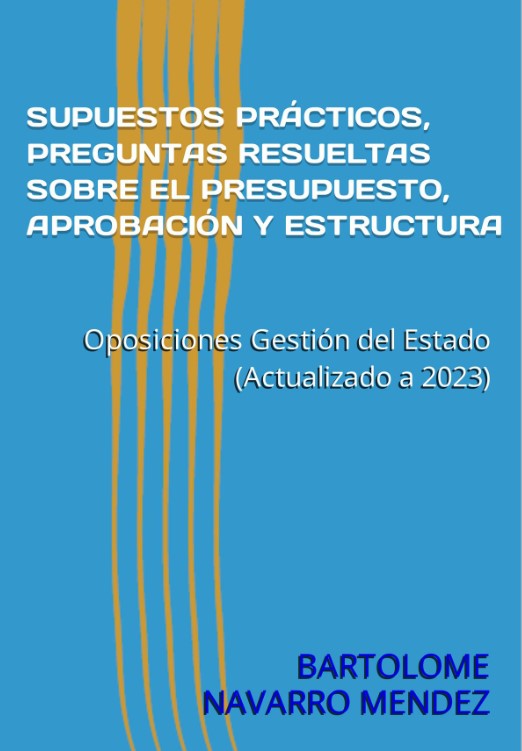 SUPUESTOS PRÁCTICOS,
PREGUNTAS RESUELTAS
SOBRE EL PRESUPUESTO,
APROBACIÓN Y ESTRUCTURA
Oposiciones Gestión del Estado
(Actualizado a 2023)
BARTOLOME
NAVARRO MENDEZ